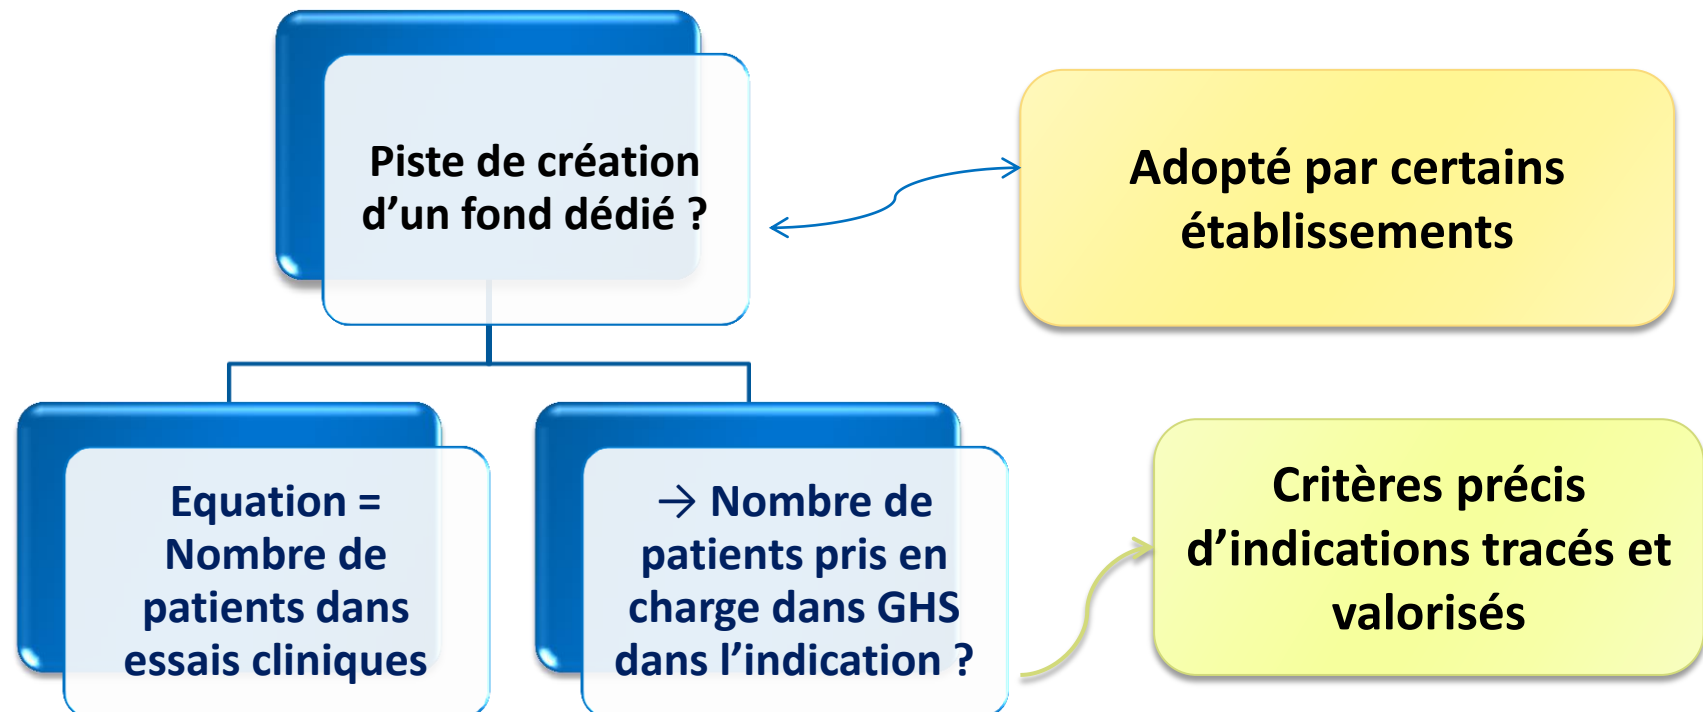 Piste de création
d’un fond dédié ?
Adopté par certains
établissements
Equation =
Nombre de
patients dans
essais cliniques
→ Nombre de
patients pris en
charge dans GHS
dans l’indication ?
Critères précis
d’indications tracés et
valorisés